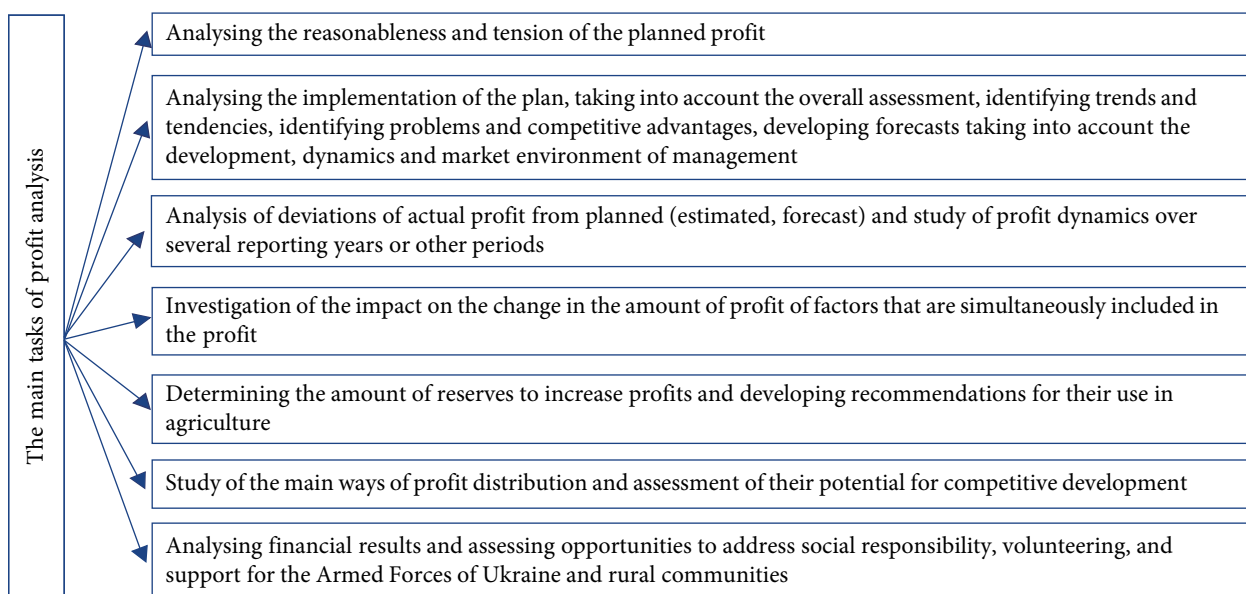 The main tasks of profit analysis
Analysing the reasonableness and tension of the planned profit
Analysing the implementation of the plan, taking into account the overall assessment, identifying trends and
tendencies, identifying problems and competitive advantages, developing forecasts taking into account the
development, dynamics and market environment of management
Analysis of deviations of actual profit from planned (estimated, forecast) and study of profit dynamics over
several reporting years or other periods
Investigation of the impact on the change in the amount of profit of factors that are simultaneously included in
the profit
Determining the amount of reserves to increase profits and developing recommendations for their use in
agriculture
Study of the main ways of profit distribution and assessment of their potential for competitive development
Analysing financial results and assessing opportunities to address social responsibility, volunteering, and
support for the Armed Forces of Ukraine and rural communities